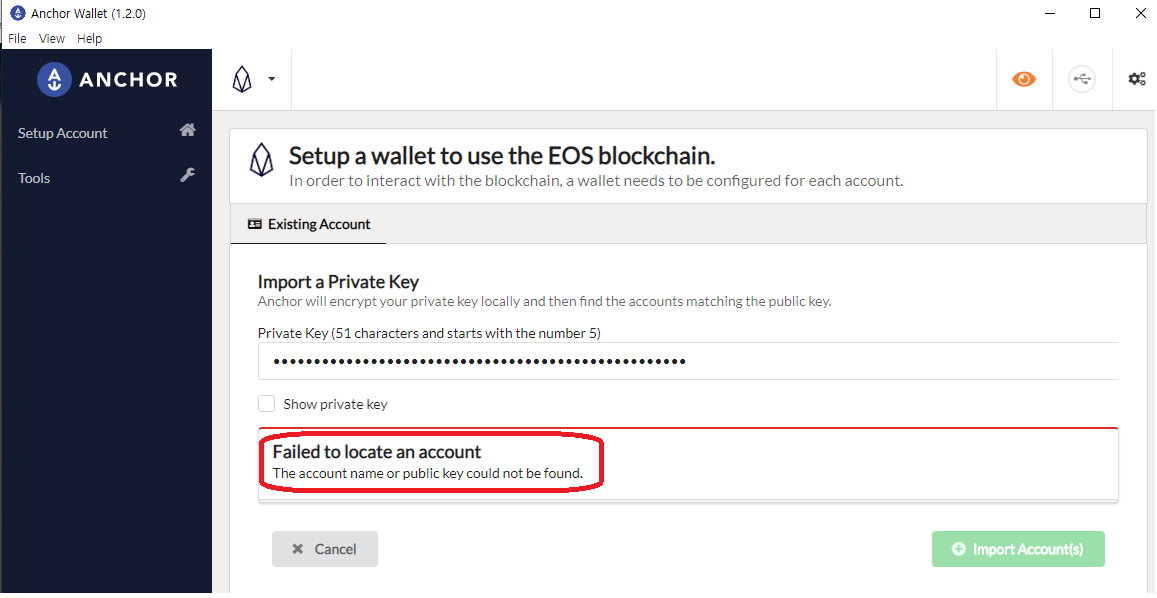 Anchor Wallet (1.2.0)
File View Help
ANCHOR
Setup Account
Tools
Setup a wallet to use the EOS blockchain.
In order to interact with the blockchain, a wallet needs to be configured for each account.
Existing Account
Import a Private Key
Anchor will encrypt your private key locally and then find the accounts matching the public key.
Private Key (51 characters and starts with the number 5)
Show private key
Failed to locate an account
The account name or public key could not be found.
Cancel
Import Account(s)